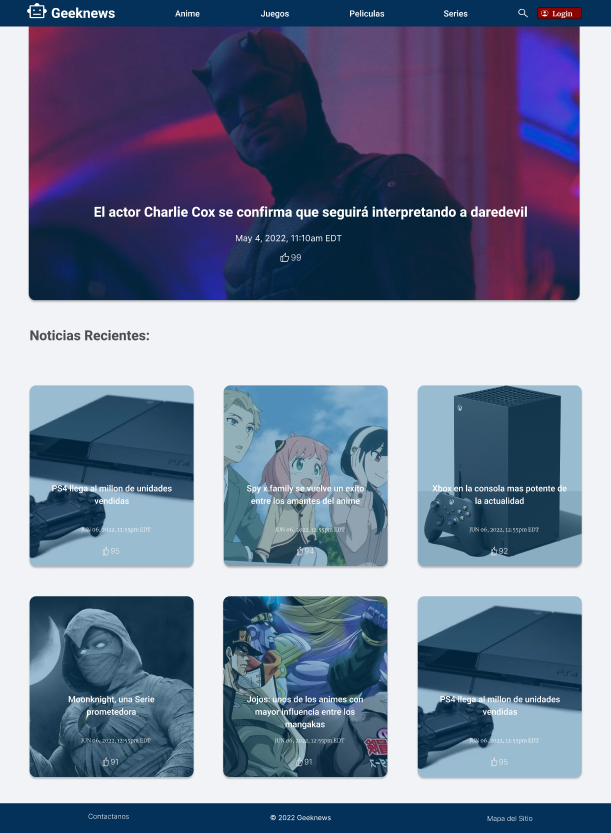 Geeknews Anime Juegos Peliculas Series Login
El actor Charlie Cox se confirma que seguirá interpretando a daredevil
May 4, 2022, 11:10am EDT
99
Noticias Recientes:
PS4 llega al millon de unidades
vendidas
JUN 06, 2022, 12:55pm EDT
95
Spy x family se vuelve un exito
entre los amantes del anime
JUN 06, 2022, 12:55pm EDT
94
Xbox en la consola mas potente de
la actualidad
JUN 06, 2022, 12:55pm EDT
92
Moonknight, una Serie
prometedora
JUN 06, 2022, 12:55pm EDT
91
Jojos: unos de los animes con
mayor influencia entre los
mangakas
JUN 06, 2022, 12:55pm EDT
91
PS4 llega al millon de unidades
vendidas
JUN 06, 2022, 12:55pm EDT
95
Contactanos © 2022 Geeknews Mapa del Sitio